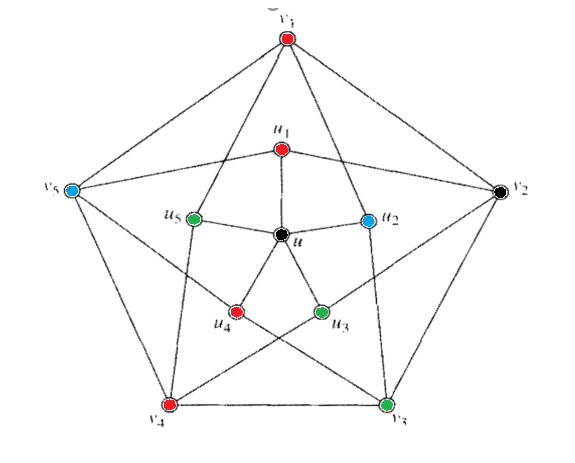 v₁
u₁
v₅
v₂
u₅
u₂
u
u₄
u₃
v₄
v₃